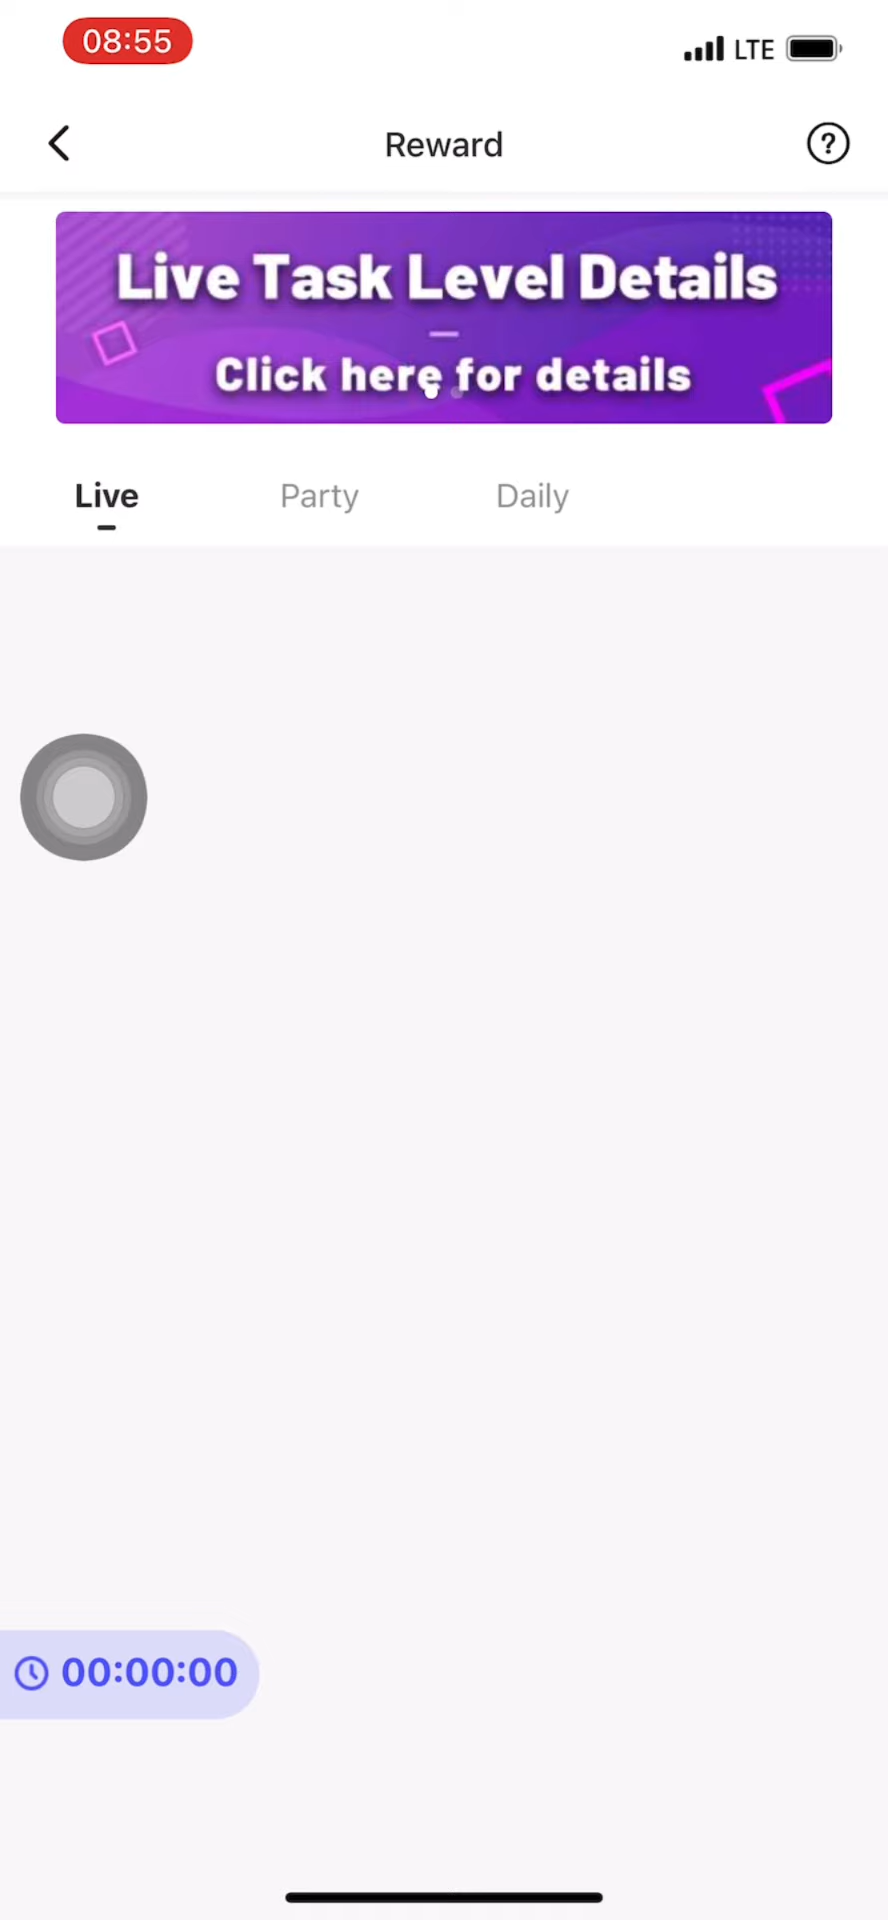 08:55
LTE
Reward
?
Live Task Level Details
Click here for details
Live
Party
Daily
00:00:00